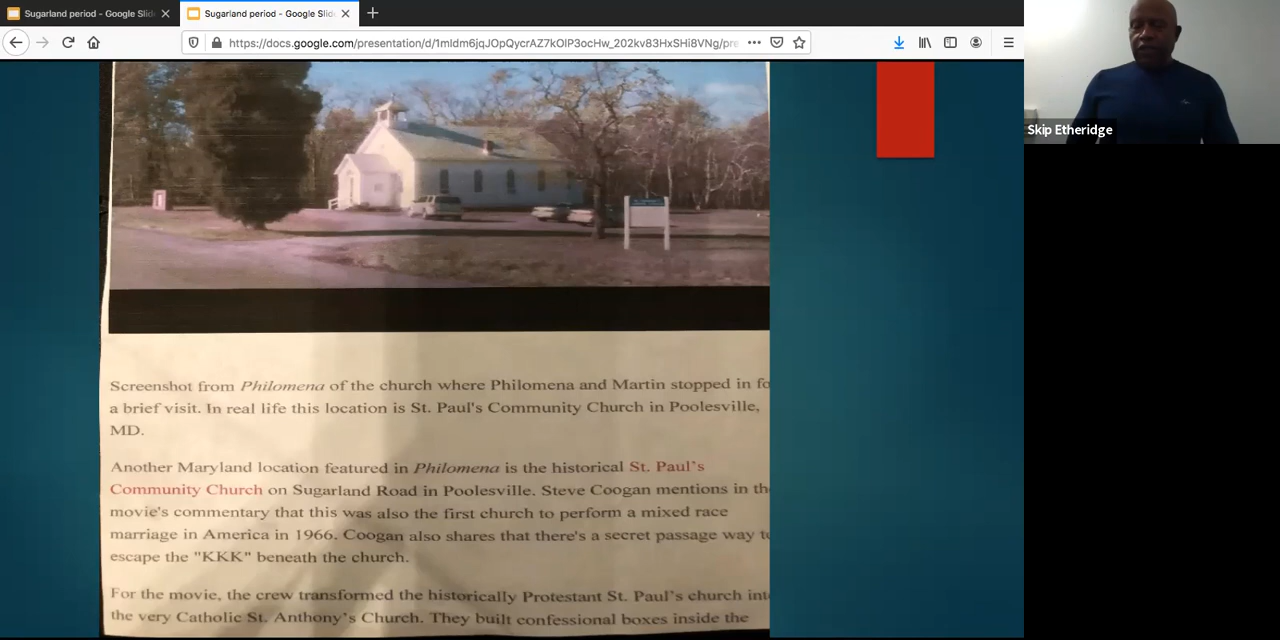 Sugarland period - Google Slid
Sugarland period - Google Slide
https://docs.google.com/presentation/d/1mldm6jqJOpQycrAZ7kOlP3ocHw_202kv83HxSHi8VNg/pre
Skip Etheridge
Screenshot from Philomena of the church where Philomena and Martin stopped in fo
a brief visit. In real life this location is St. Paul's Community Church in Poolesville,
MD.
Another Maryland location featured in Philomena is the historical St. Paul's
Community Church on Sugarland Road in Poolesville. Steve Coogan mentions in th
movie's commentary that this was also the first church to perform a mixed race
marriage in America in 1966. Coogan also shares that there's a secret passage way to
escape the "KKK" beneath the church.
For the movie, the crew transformed the historically Protestant St. Paul's church int
the very Catholic St. Anthony's Church. They built confessional boxes inside the